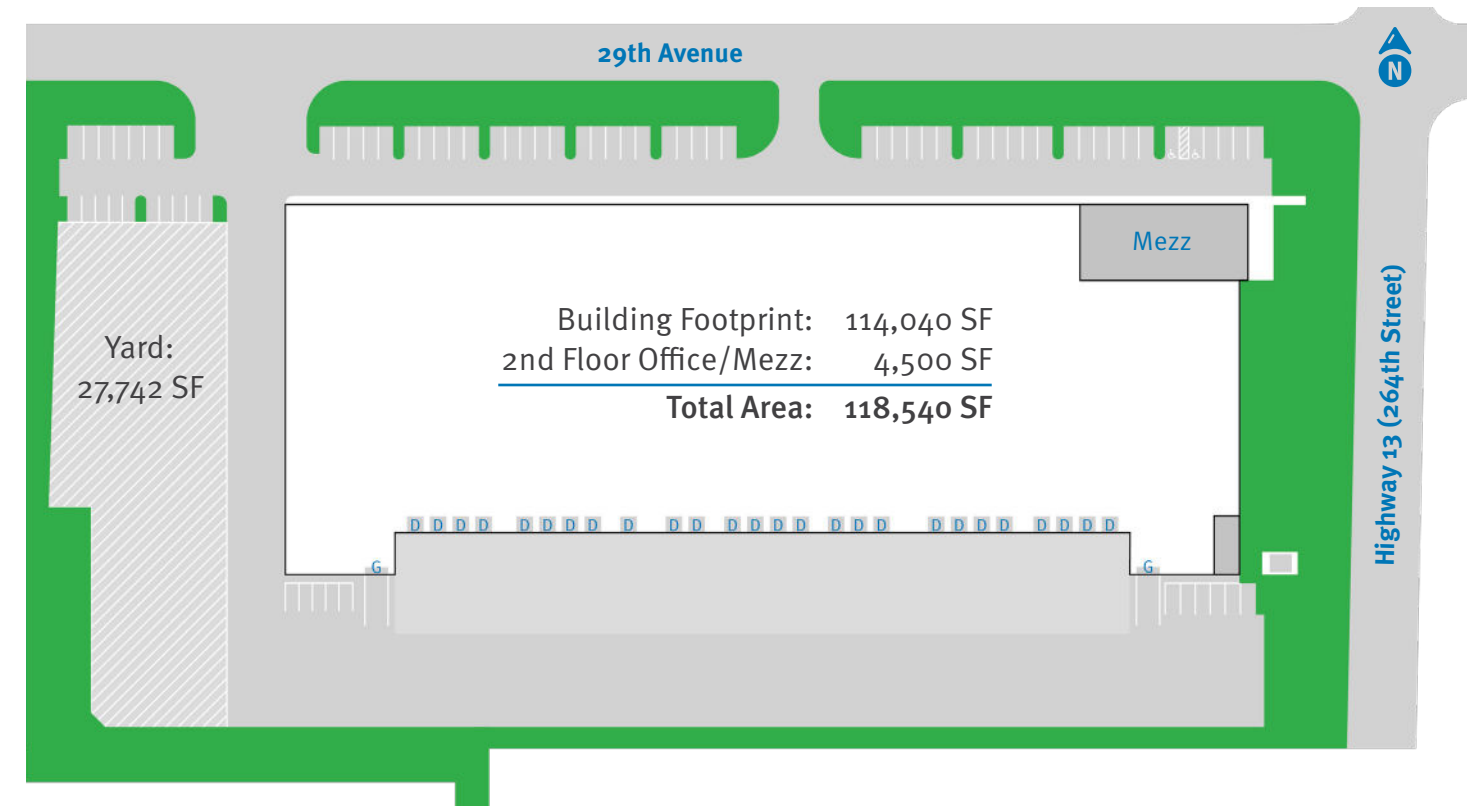 29th Avenue
N
Mezz
Building Footprint: 114,040 SF
2nd Floor Office/Mezz: 4,500 SF
Total Area: 118,540 SF
Yard:
27,742 SF
Highway 13 (264th Street)
D D D D D D D D D D D D D D D D D D D D D D D D D D
G G